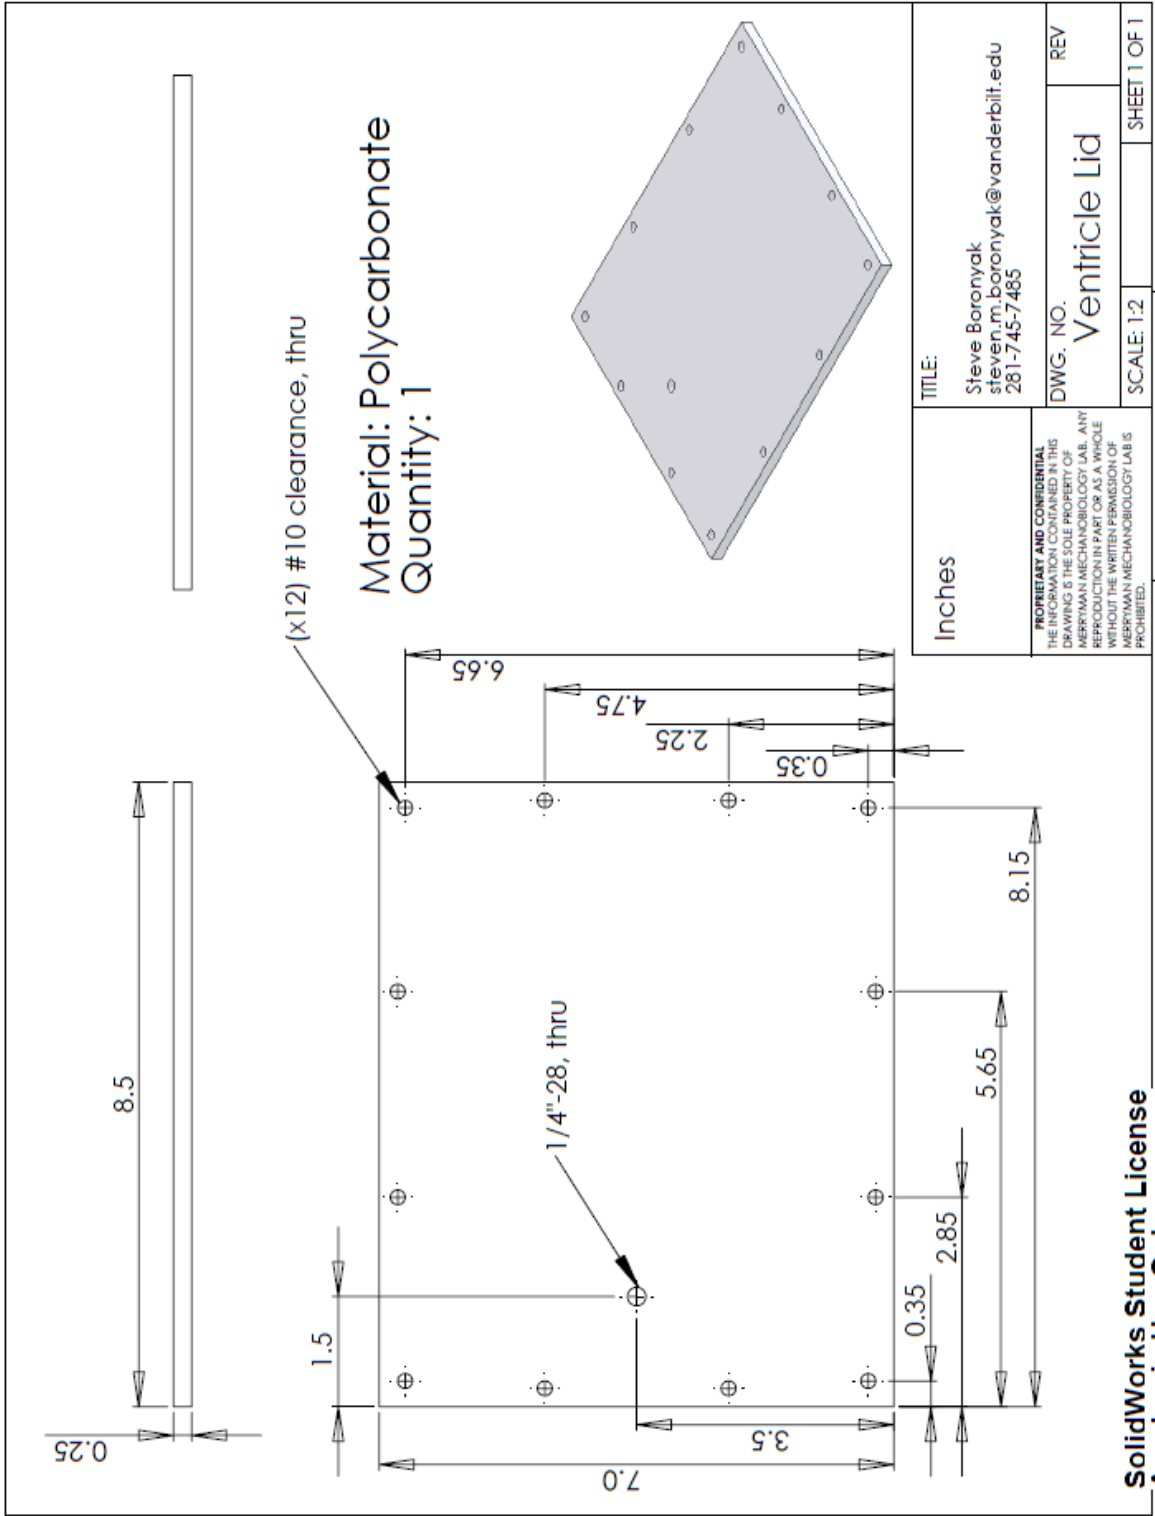 8.5
0.25
(x12) #10 clearance, thru
Material: Polycarbonate
Quantity: 1
1.5
1/4"-28, thru
6.65
4.75
2.25
0.35
7.0
3.5
0.35
2.85
5.65
8.15
Inches
PROPRIETARY AND CONFIDENTIAL
THE INFORMATION CONTAINED IN THIS
DRAWING IS THE SOLE PROPERTY OF
MERRYMAN MECHANOBIOLOGY LAB. ANY
REPRODUCTION IN PART OR AS A WHOLE
WITHOUT THE WRITTEN PERMISSION OF
MERRYMAN MECHANOBIOLOGY LAB IS
PROHIBITED.
TITLE:
Steve Boronyak
steven.m.boronyak@vanderbilt.edu
281-745-7485
DWG. NO.
Ventricle Lid
REV
SCALE: 1:2
SHEET 1 OF 1
SolidWorks Student License